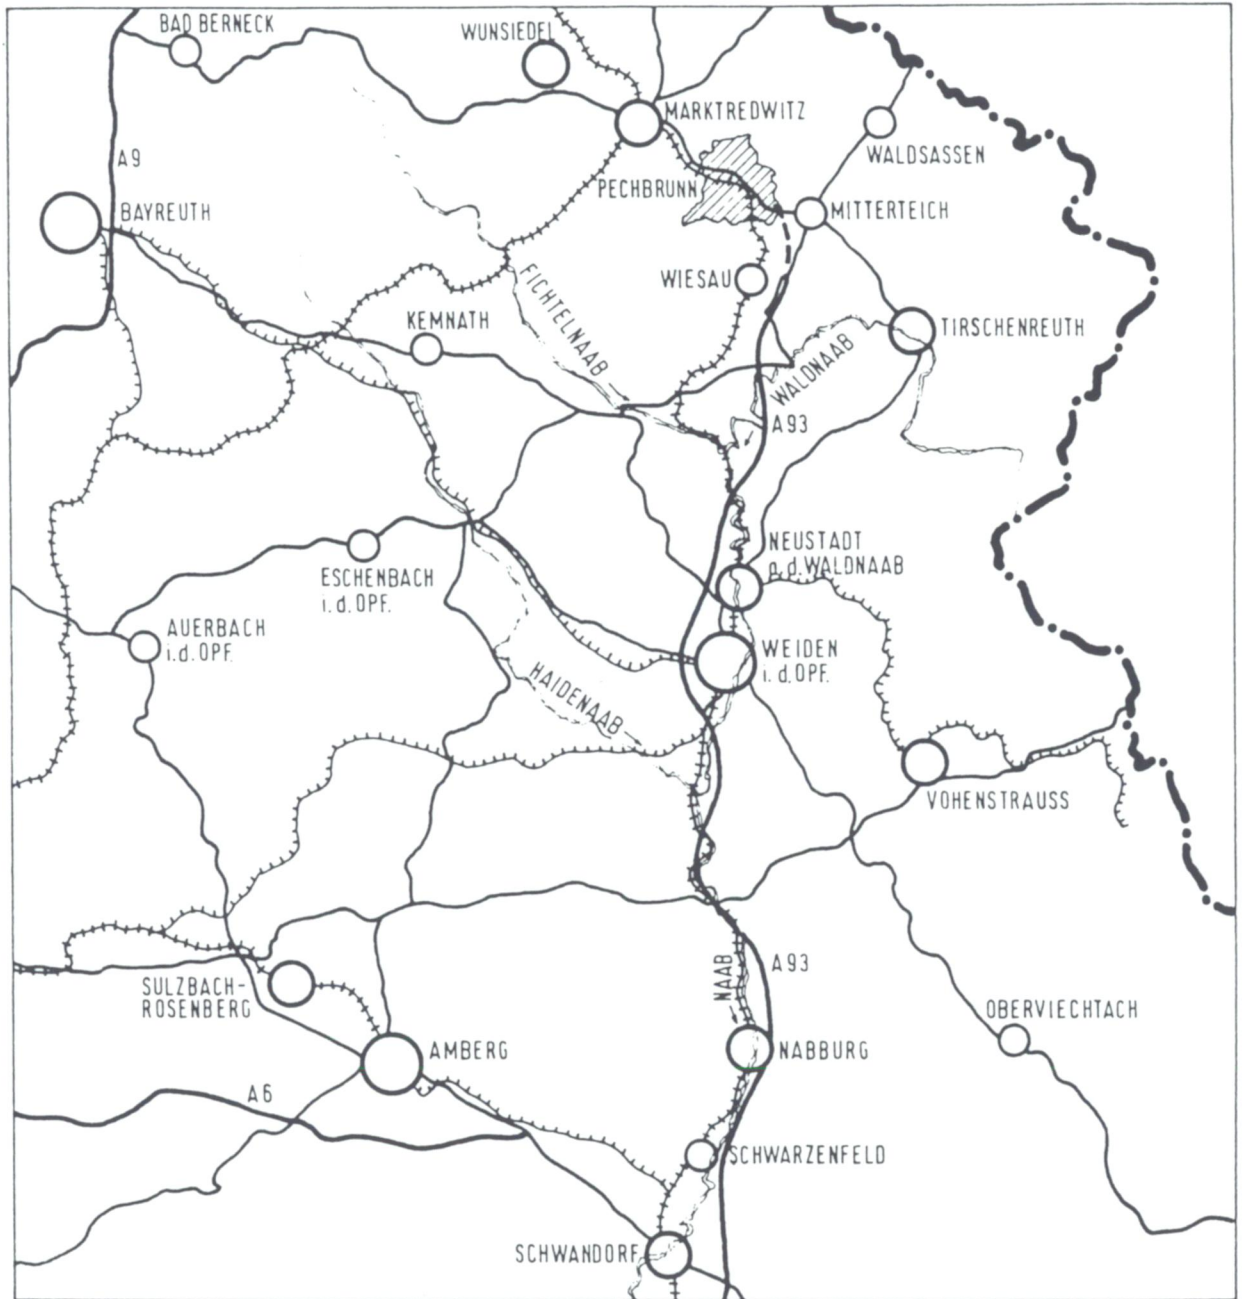 BAD BERNECK
WUNSIEDEL
MARKTREDWITZ
A9
WALDSASSEN
PECHBRUNN
BAYREUTH
MITTERTEICH
WIESAU
FICHTELNAAB
KEMNATH
TIRSCHENREUTH
WALDNAAB
A93
NEUSTADT
a.d.WALDNAAB
ESCHENBACH
i.d.OPF.
AUERBACH
i.d.OPF.
WEIDEN
i.d.OPF.
HAIDENAAB
VOHENSTRAUSS
NAAB
A93
SULZBACH-
ROSENBERG
OBERVIECHTACH
AMBERG
NABBURG
A6
SCHWARZENFELD
SCHWANDORF